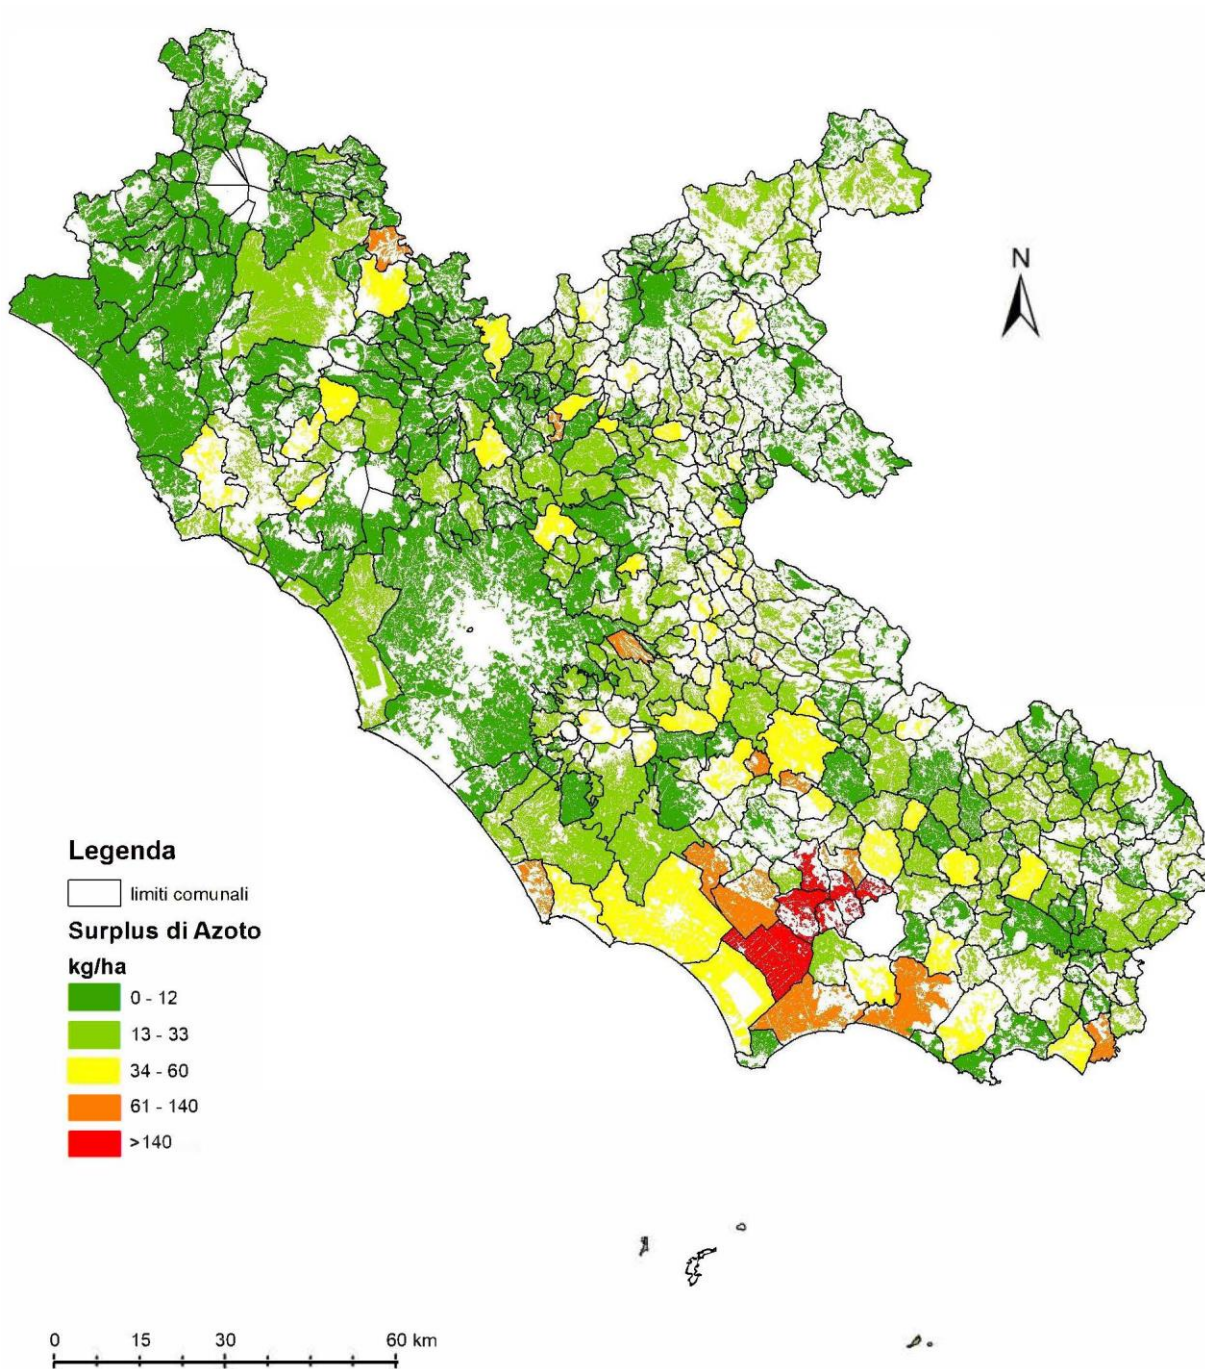 N
Legenda
limiti comunali
Surplus di Azoto
kg/ha
0 - 12
13 - 33
34 - 60
61 - 140
>140
0 15 30 60 km